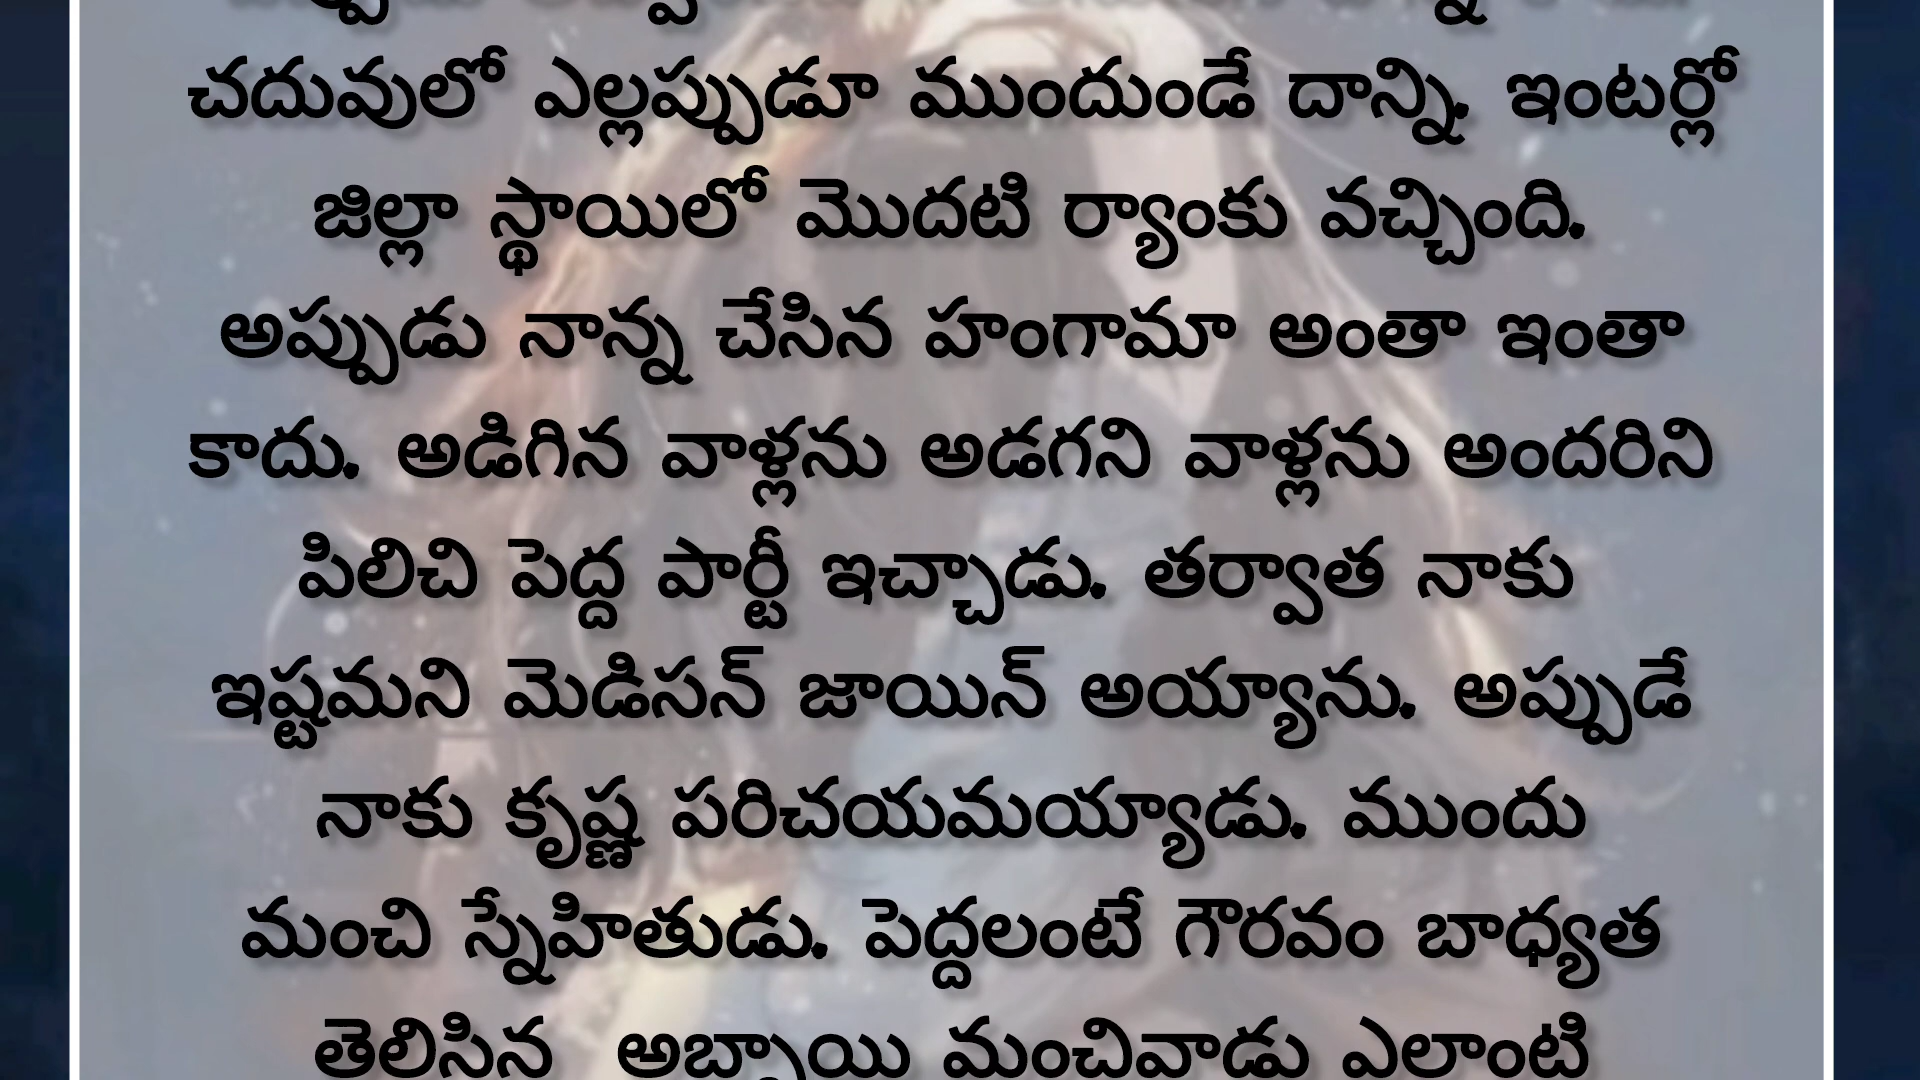 చదువులో ఎల్లప్పుడూ ముందుండే దాన్ని. ఇంటర్లో
జిల్లా స్థాయిలో మొదటి ర్యాంకు వచ్చింది.
అప్పుడు నాన్న చేసిన హంగామా అంతా ఇంతా
కాదు. అడిగిన వాళ్లను అడగని వాళ్లను అందరిని
పిలిచి పెద్ద పార్టీ ఇచ్చాడు. తర్వాత నాకు
ఇష్టమని మెడిసన్ జాయిన్ అయ్యాను. అప్పుడే
నాకు కృష్ణ పరిచయమయ్యాడు. ముందు
మంచి స్నేహితుడు. పెద్దలంటే గౌరవం బాధ్యత
తెలిసిన అబ్బాయి మంచివాడు ఎలాంటి